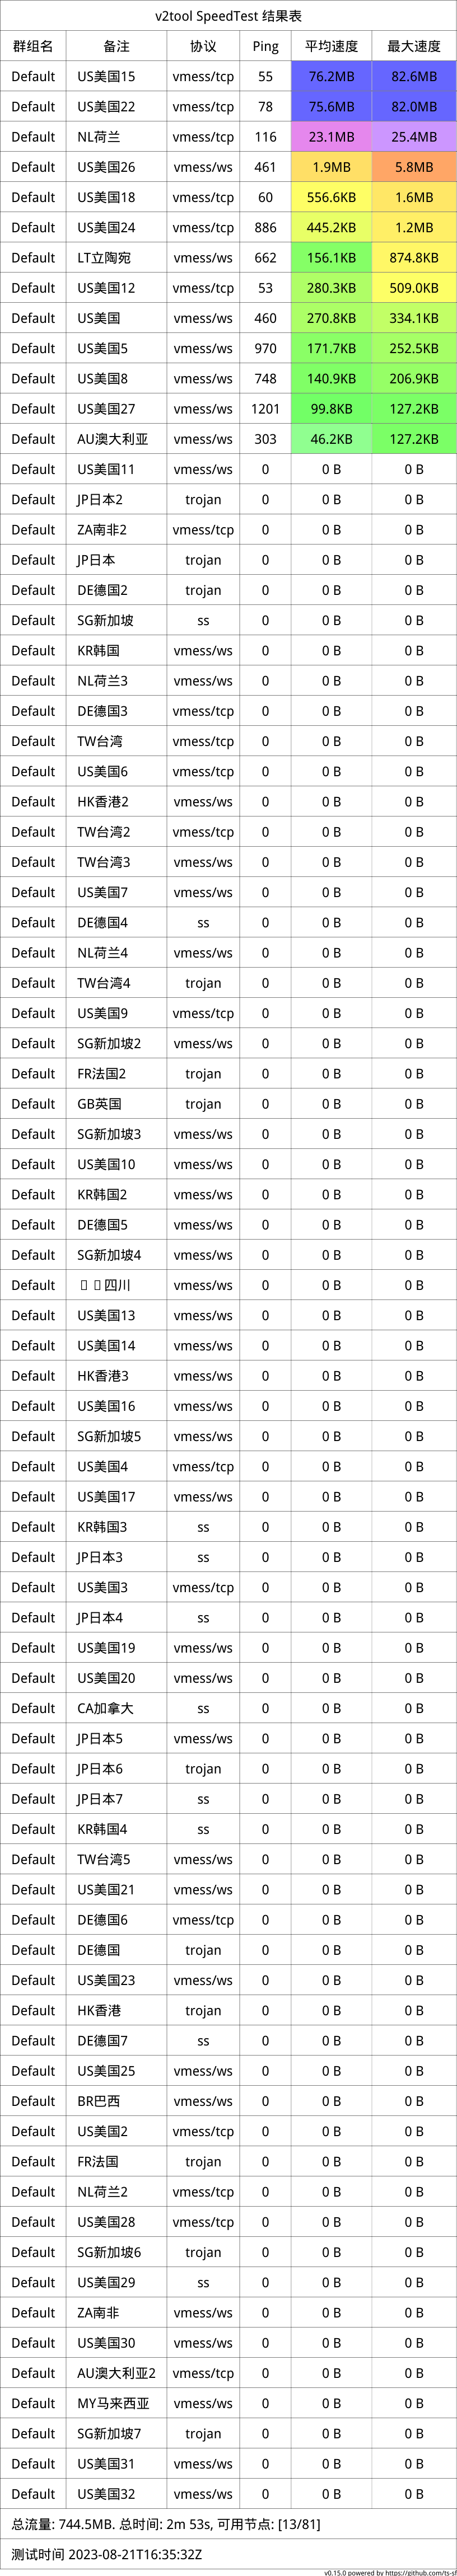 v2tool SpeedTest 结果表
群组名 备注 协议 Ping 平均速度 最大速度
Default US美国15 vmess/tcp 55 76.2MB 82.6MB
Default US美国22 vmess/tcp 78 75.6MB 82.0MB
Default NL荷兰 vmess/tcp 116 23.1MB 25.4MB
Default US美国26 vmess/ws 461 1.9MB 5.8MB
Default US美国18 vmess/tcp 60 556.6KB 1.6MB
Default US美国24 vmess/tcp 886 445.2KB 1.2MB
Default LT立陶宛 vmess/ws 662 156.1KB 874.8KB
Default US美国12 vmess/tcp 53 280.3KB 509.0KB
Default US美国 vmess/ws 460 270.8KB 334.1KB
Default US美国5 vmess/ws 970 171.7KB 252.5KB
Default US美国8 vmess/ws 748 140.9KB 206.9KB
Default US美国27 vmess/ws 1201 99.8KB 127.2KB
Default AU澳大利亚 vmess/ws 303 46.2KB 127.2KB
Default US美国11 vmess/ws 0 0 B 0 B
Default JP日本2 trojan 0 0 B 0 B
Default ZA南非2 vmess/tcp 0 0 B 0 B
Default JP日本 trojan 0 0 B 0 B
Default DE德国2 trojan 0 0 B 0 B
Default SG新加坡 ss 0 0 B 0 B
Default KR韩国 vmess/ws 0 0 B 0 B
Default NL荷兰3 vmess/ws 0 0 B 0 B
Default DE德国3 vmess/tcp 0 0 B 0 B
Default TW台湾 vmess/tcp 0 0 B 0 B
Default US美国6 vmess/tcp 0 0 B 0 B
Default HK香港2 vmess/ws 0 0 B 0 B
Default TW台湾2 vmess/tcp 0 0 B 0 B
Default TW台湾3 vmess/ws 0 0 B 0 B
Default US美国7 vmess/ws 0 0 B 0 B
Default DE德国4 ss 0 0 B 0 B
Default NL荷兰4 vmess/ws 0 0 B 0 B
Default TW台湾4 trojan 0 0 B 0 B
Default US美国9 vmess/tcp 0 0 B 0 B
Default SG新加坡2 vmess/ws 0 0 B 0 B
Default FR法国2 trojan 0 0 B 0 B
Default GB英国 trojan 0 0 B 0 B
Default SG新加坡3 vmess/ws 0 0 B 0 B
Default US美国10 vmess/ws 0 0 B 0 B
Default KR韩国2 vmess/ws 0 0 B 0 B
Default DE德国5 vmess/ws 0 0 B 0 B
Default SG新加坡4 vmess/ws 0 0 B 0 B
Default 四川 vmess/ws 0 0 B 0 B
Default US美国13 vmess/ws 0 0 B 0 B
Default US美国14 vmess/ws 0 0 B 0 B
Default HK香港3 vmess/ws 0 0 B 0 B
Default US美国16 vmess/ws 0 0 B 0 B
Default SG新加坡5 vmess/ws 0 0 B 0 B
Default US美国4 vmess/tcp 0 0 B 0 B
Default US美国17 vmess/ws 0 0 B 0 B
Default KR韩国3 ss 0 0 B 0 B
Default JP日本3 ss 0 0 B 0 B
Default US美国3 vmess/tcp 0 0 B 0 B
Default JP日本4 ss 0 0 B 0 B
Default US美国19 vmess/ws 0 0 B 0 B
Default US美国20 vmess/ws 0 0 B 0 B
Default CA加拿大 ss 0 0 B 0 B
Default JP日本5 vmess/ws 0 0 B 0 B
Default JP日本6 trojan 0 0 B 0 B
Default JP日本7 ss 0 0 B 0 B
Default KR韩国4 ss 0 0 B 0 B
Default TW台湾5 vmess/ws 0 0 B 0 B
Default US美国21 vmess/ws 0 0 B 0 B
Default DE德国6 vmess/tcp 0 0 B 0 B
Default DE德国 trojan 0 0 B 0 B
Default US美国23 vmess/ws 0 0 B 0 B
Default HK香港 trojan 0 0 B 0 B
Default DE德国7 ss 0 0 B 0 B
Default US美国25 vmess/ws 0 0 B 0 B
Default BR巴西 vmess/ws 0 0 B 0 B
Default US美国2 vmess/tcp 0 0 B 0 B
Default FR法国 trojan 0 0 B 0 B
Default NL荷兰2 vmess/tcp 0 0 B 0 B
Default US美国28 vmess/tcp 0 0 B 0 B
Default SG新加坡6 trojan 0 0 B 0 B
Default US美国29 ss 0 0 B 0 B
Default ZA南非 vmess/ws 0 0 B 0 B
Default US美国30 vmess/ws 0 0 B 0 B
Default AU澳大利亚2 vmess/tcp 0 0 B 0 B
Default MY马来西亚 vmess/ws 0 0 B 0 B
Default SG新加坡7 trojan 0 0 B 0 B
Default US美国31 vmess/ws 0 0 B 0 B
Default US美国32 vmess/ws 0 0 B 0 B
总流量: 744.5MB. 总时间: 2m 53s, 可用节点: [13/81]
测试时间 2023-08-21T16:35:32Z
v0.15.0 powered by https://github.com/ts-sf